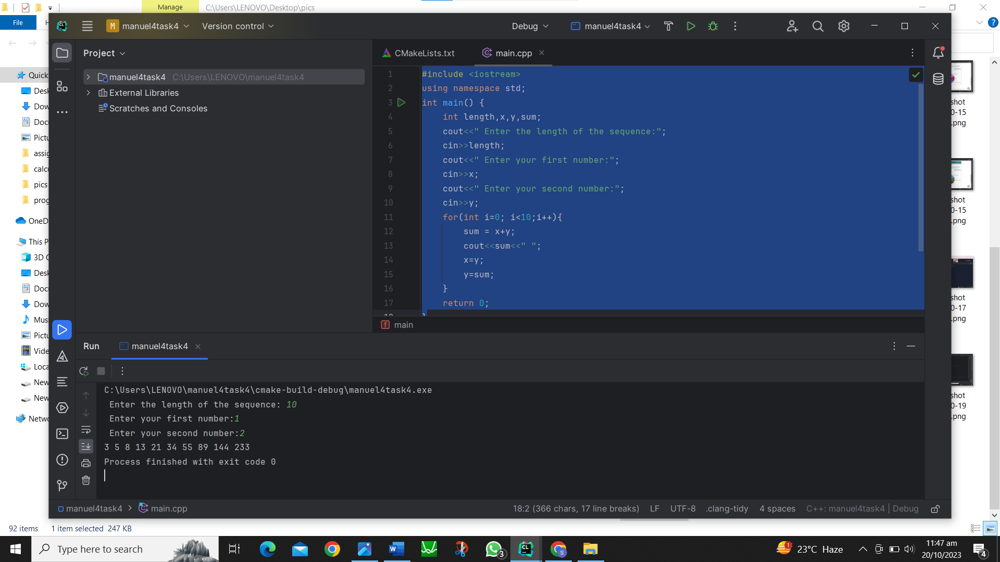 Manage
C:\Users\LENOVO\Desktop\pics
File
M manuel4task4
Version control
Debug
manuel4task4
Project
CMakeLists.txt
main.cpp
manuel4task4 C:\Users\LENOVO\manuel4task4
External Libraries
Scratches and Consoles
1 #include <iostream>
2 using namespace std;
3 int main() {
4 int length,x,y,sum;
5 cout<<" Enter the length of the sequence:";
6 cin>>length;
7 cout<<" Enter your first number:";
8 cin>>x;
9 cout<<" Enter your second number:";
10 cin>>y;
11 for(int i=0; i<10;i++){
12 sum = x+y;
13 cout<<sum<<" ";
14 x=y;
15 y=sum;
16 }
17 return 0;
18 }
main
Quick
Desk
Dow
Docu
Pictu
assig
calcu
pics
prog
OneD
This P
3D O
Desk
Docu
Dow
Musi
Pictu
Vide
Loca
New
New
Netwo
shot
0-15
.png
shot
0-15
.png
shot
0-17
.png
shot
0-19
.png
Run
manuel4task4
C:\Users\LENOVO\manuel4task4\cmake-build-debug\manuel4task4.exe
Enter the length of the sequence: 10
Enter your first number:1
Enter your second number:2
3 5 8 13 21 34 55 89 144 233
Process finished with exit code 0
manuel4task4 > main.cpp
18:2 (366 chars, 17 line breaks)
LF
UTF-8
.clang-tidy
4 spaces
C++: manuel4task4 | Debug
92 items
1 item selected 247 KB
Type here to search
3
CL
S
1
23°C Haze
11:47 am
20/10/2023
4